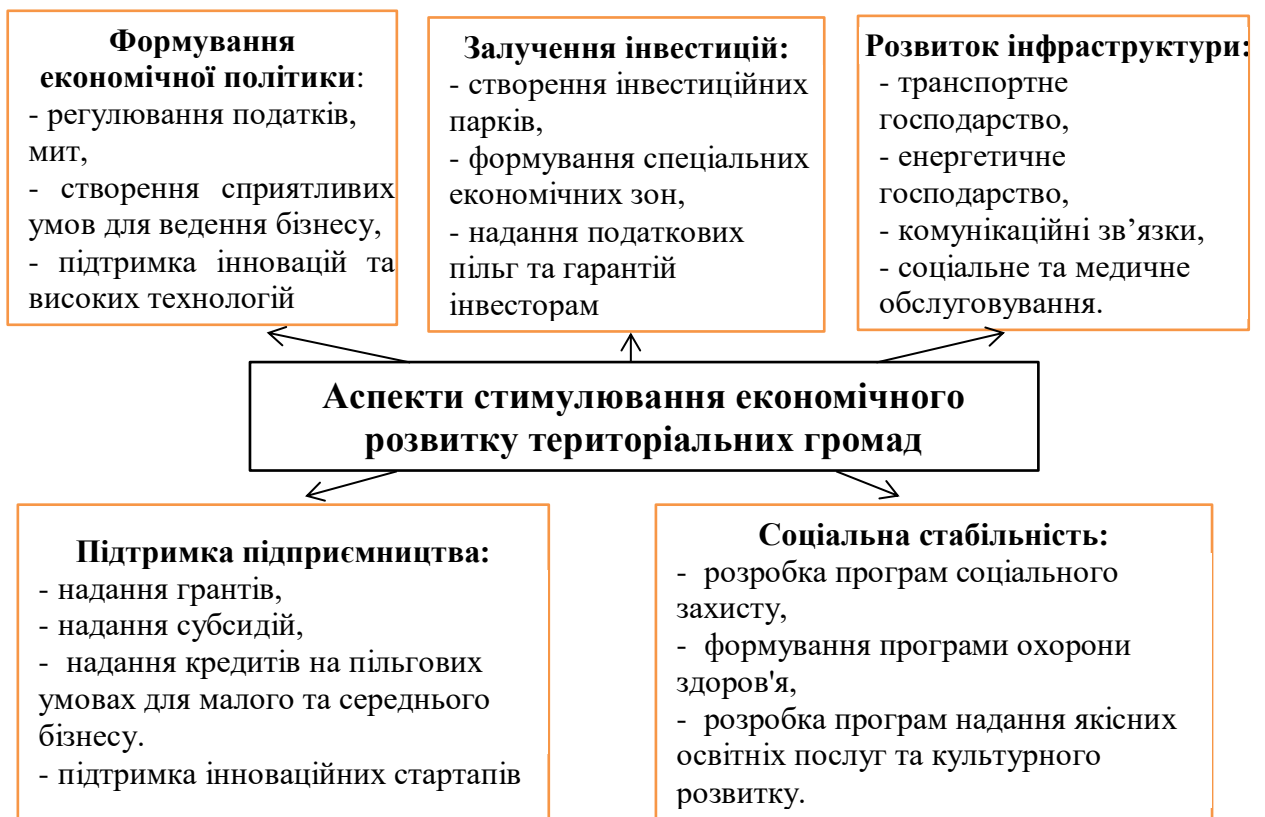 Формування
економічної політики:
- регулювання податків,
мит,
- створення сприятливих
умов для ведення бізнесу,
- підтримка інновацій та
високих технологій
Залучення інвестицій:
- створення інвестиційних
парків,
- формування спеціальних
економічних зон,
- надання податкових
пільг та гарантій
інвесторам
Розвиток інфраструктури:
- транспортне
господарство,
- енергетичне
господарство,
- комунікаційні зв’язки,
- соціальне та медичне
обслуговування.
Аспекти стимулювання економічного
розвитку територіальних громад
Підтримка підприємництва:
- надання грантів,
- надання субсидій,
- надання кредитів на пільгових
умовах для малого та середнього
бізнесу.
- підтримка інноваційних стартапів
Соціальна стабільність:
- розробка програм соціального
захисту,
- формування програми охорони
здоров'я,
- розробка програм надання якісних
освітніх послуг та культурного
розвитку.